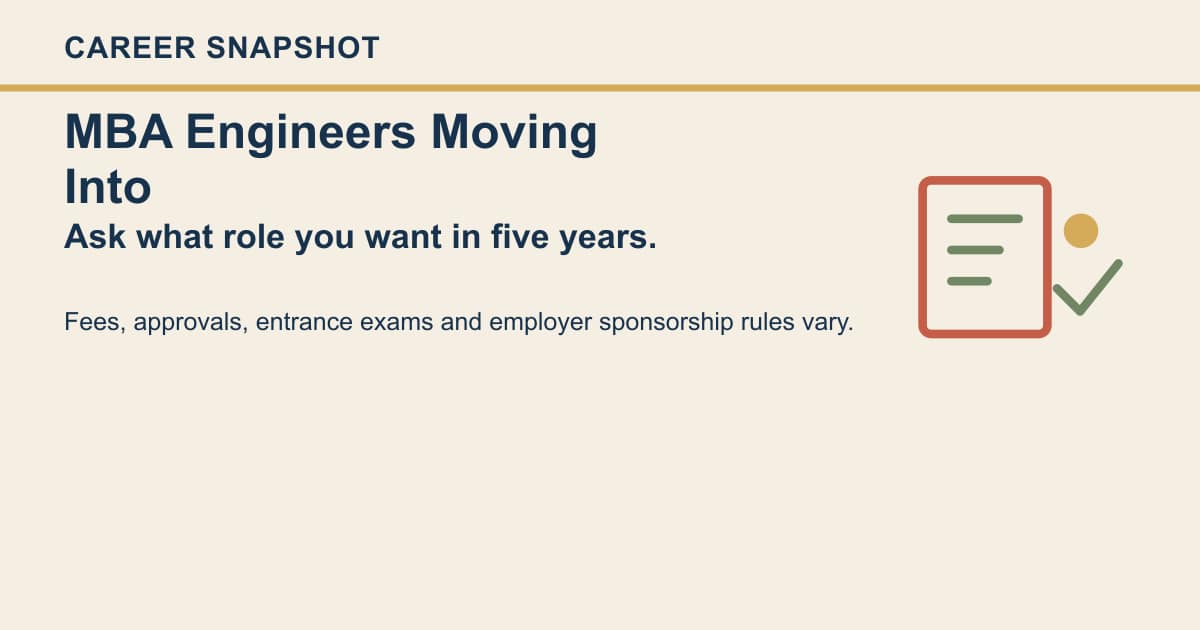 CAREER SNAPSHOT
MBA Engineers Moving
Into
Ask what role you want in five years.
Fees, approvals, entrance exams and employer sponsorship rules vary.